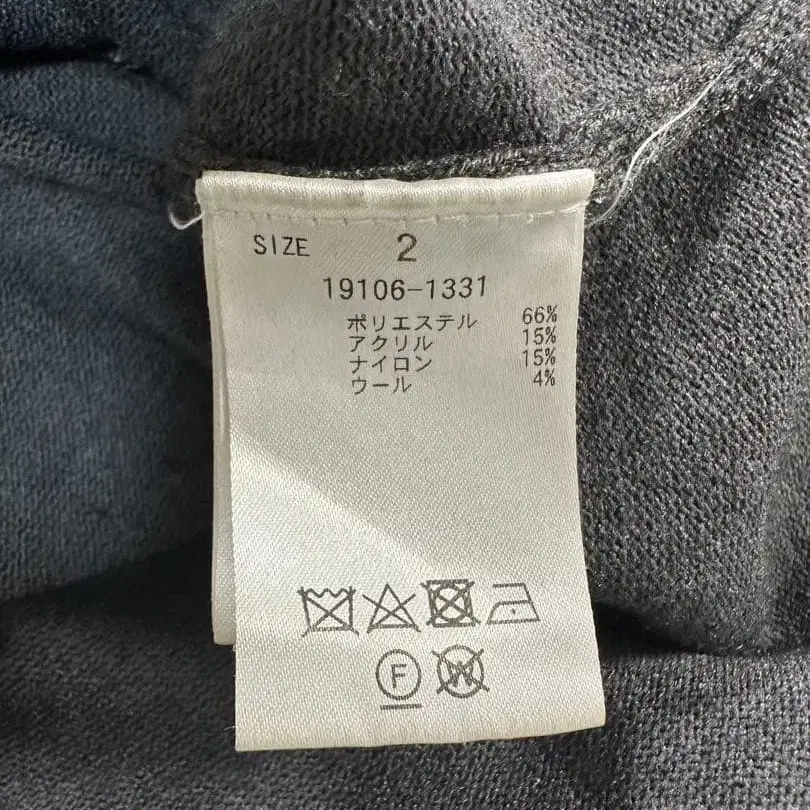 SIZE 2
19106-1331
ポリエステル 66%
アクリル 15%
ナイロン 15%
ウール 4%
F W